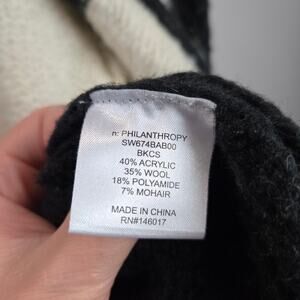 n: PHILANTHROPY
SW674BAB00
BKCS
40% ACRYLIC
35% WOOL
18% POLYAMIDE
7% MOHAIR
MADE IN CHINA
RN#146017